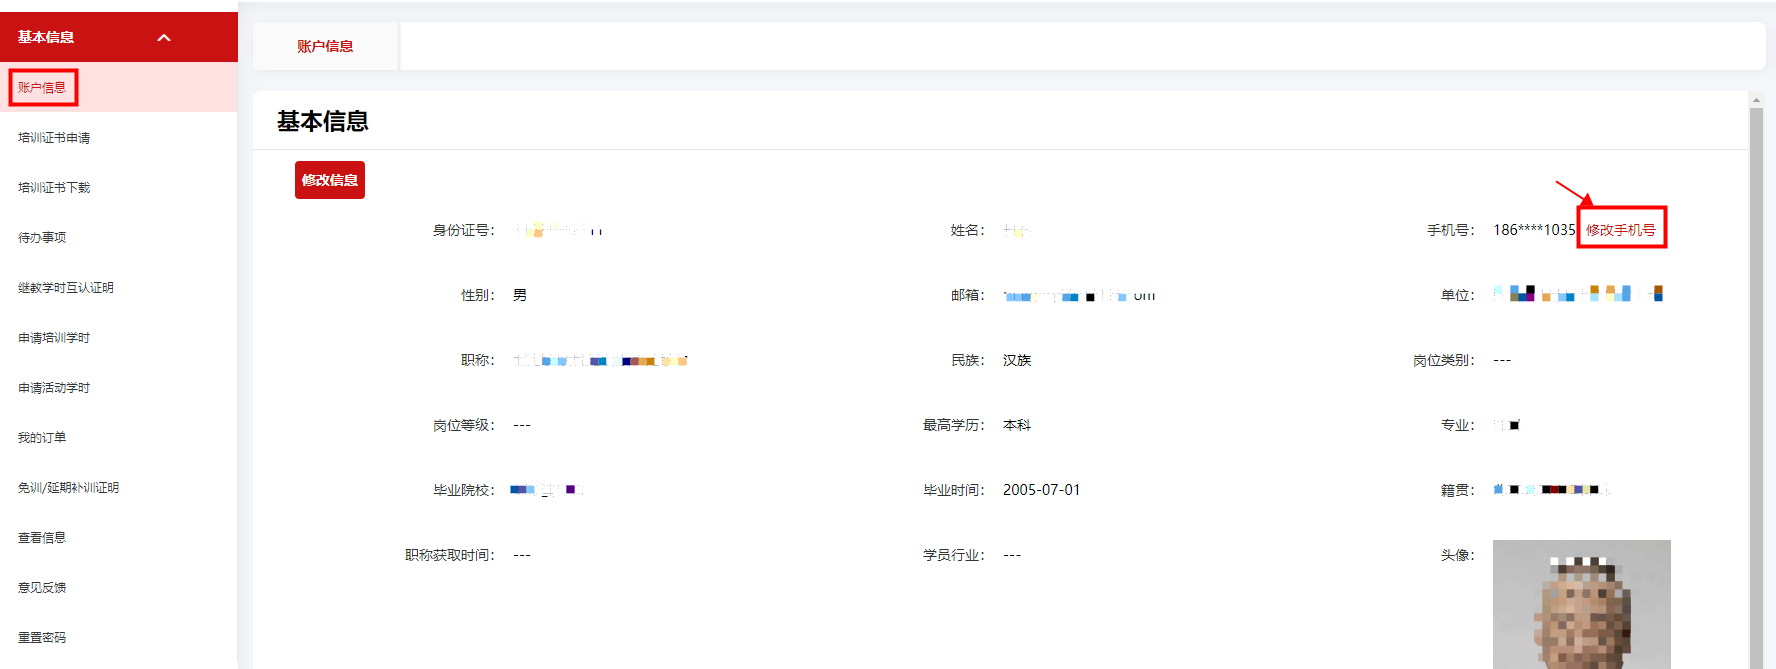 基本信息
账户信息
培训证书申请
培训证书下载
待办事项
继教学时互认证明
申请培训学时
申请活动学时
我的订单
免训/延期补训证明
查看信息
意见反馈
重置密码
账户信息
基本信息
修改信息
身份证号： 姓名： 手机号： 186****1035 修改手机号
性别： 男 邮箱： om 单位：
职称： 民族： 汉族 岗位类别： ---
岗位等级： --- 最高学历： 本科 专业：
毕业院校： 毕业时间： 2005-07-01 籍贯：
职称获取时间： --- 学员行业： --- 头像：